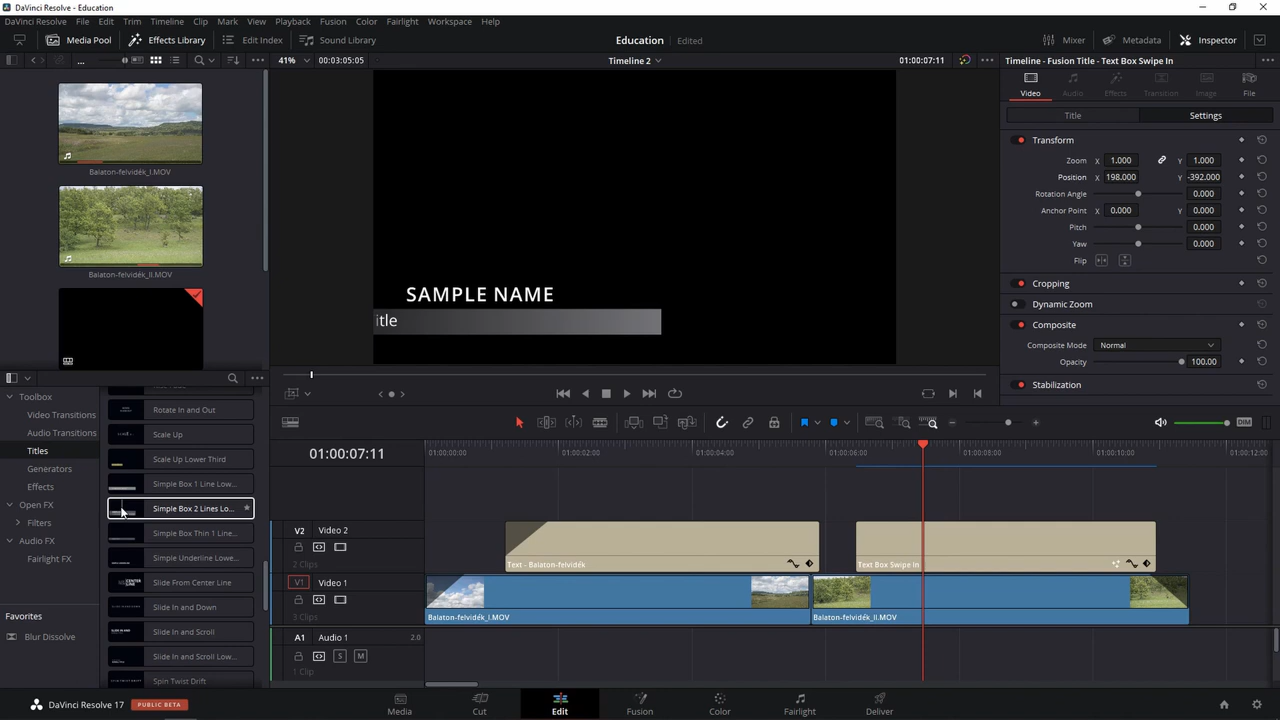 DaVinci Resolve - Education
DaVinci Resolve File Edit Trim Timeline Clip Mark View Playback Fusion Color Fairlight Workspace Help
Media Pool Effects Library Edit Index Sound Library Education Edited Mixer Metadata Inspector
... 41% 00:03:05:05 Timeline 2 01:00:07:11 Timeline - Fusion Title - Text Box Swipe In
Video Audio Effects Transition Image File
Title Settings
Balaton-felvidék_I.MOV
Balaton-felvidék_II.MOV
SAMPLE NAME
itle
Transform
Zoom X 1.000 Y 1.000
Position X 198.000 Y -392.000
Rotation Angle 0.000
Anchor Point X 0.000 Y 0.000
Pitch 0.000
Yaw 0.000
Flip
Cropping
Dynamic Zoom
Composite
Composite Mode Normal
Opacity 100.00
Stabilization
Toolbox
Video Transitions
Audio Transitions
Titles
Generators
Effects
Open FX
Filters
Audio FX
Fairlight FX
Favorites
Blur Dissolve
Rotate In and Out
Scale Up
Scale Up Lower Third
Simple Box 1 Line Low...
Simple Box 2 Lines Lo...
Simple Box Thin 1 Line...
Simple Underline Lowe...
Slide From Center Line
Slide In and Down
Slide In and Scroll
Slide In and Scroll Low...
Spin Twist Drift
DIM
01:00:07:11
01:00:00:00 01:00:02:00 01:00:04:00 01:00:06:00 01:00:08:00 01:00:10:00 01:00:12:00
V2 Video 2
2 Clips
Text - Balaton-felvidék Text Box Swipe In
V1 Video 1
3 Clips
Balaton-felvidék_I.MOV Balaton-felvidék_II.MOV
A1 Audio 1 2.0
S M
1 Clip
DaVinci Resolve 17 PUBLIC BETA
Media Cut Edit Fusion Color Fairlight Deliver